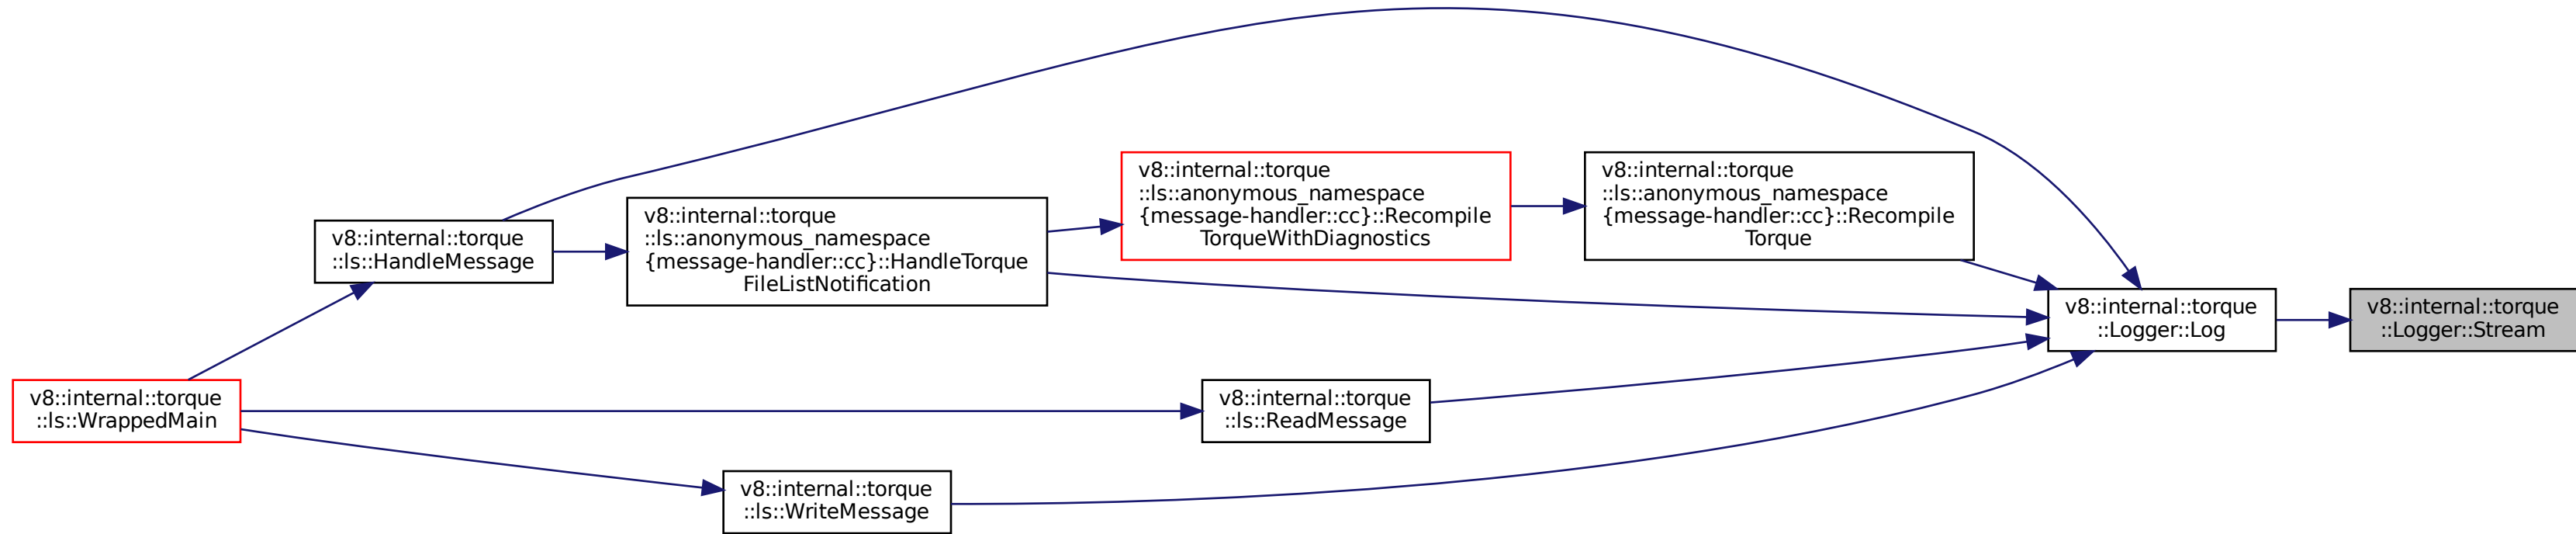 v8::internal::torque
::ls::anonymous_namespace
{message-handler::cc}::Recompile
TorqueWithDiagnostics
v8::internal::torque
::ls::anonymous_namespace
{message-handler::cc}::Recompile
Torque
v8::internal::torque
::ls::HandleMessage
v8::internal::torque
::ls::anonymous_namespace
{message-handler::cc}::HandleTorque
FileListNotification
v8::internal::torque
::Logger::Log
v8::internal::torque
::Logger::Stream
v8::internal::torque
::ls::WrappedMain
v8::internal::torque
::ls::ReadMessage
v8::internal::torque
::ls::WriteMessage